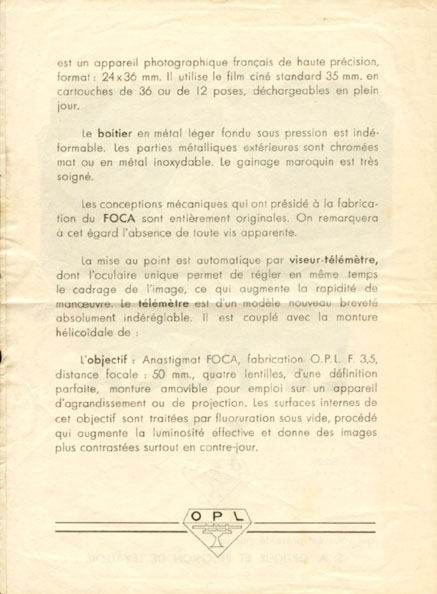 est un appareil photographique français de haute précision,
format : 24 x 36 mm. Il utilise le film ciné standard 35 mm. en
cartouches de 36 ou de 12 poses, déchargeables en plein
jour.
Le boitier en métal léger fondu sous pression est indé-
formable. Les parties métalliques extérieures sont chromées
mat ou en métal inoxydable. Le gainage maroquin est très
soigné.
Les conceptions mécaniques qui ont présidé à la fabrica-
tion du FOCA sont entièrement originales. On remarquera
à cet égard l'absence de toute vis apparente.
La mise au point est automatique par viseur-télémètre,
dont l'oculaire unique permet de régler en même temps
le cadrage de l'image, ce qui augmente la rapidité de
manœuvre. Le télémètre est d'un modèle nouveau breveté
absolument indéréglable. Il est couplé avec la monture
hélicoïdale de :
L'objectif : Anastigmat FOCA, fabrication O.P.L. F. 3,5,
distance focale : 50 mm., quatre lentilles, d'une définition
parfaite, monture amovible pour emploi sur un appareil
d'agrandissement ou de projection. Les surfaces internes de
cet objectif sont traitées par fluoruration sous vide, procédé
qui augmente la luminosité effective et donne des images
plus contrastées surtout en contre-jour.
OPL